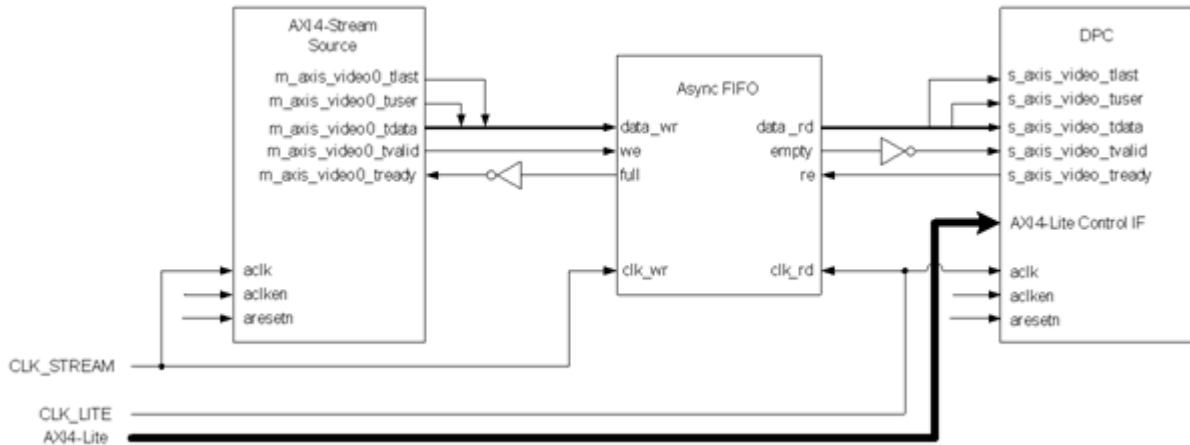 AXI4-Stream
Source
m_axis_video0_tlast
m_axis_video0_tuser
m_axis_video0_tdata
m_axis_video0_tvalid
m_axis_video0_tready
aclk
aclken
aresetn
Async FIFO
data_wr
we
full
clk_wr
data_rd
empty
re
clk_rd
DPC
s_axis_video_tlast
s_axis_video_tuser
s_axis_video_tdata
s_axis_video_tvalid
s_axis_video_tready
AXI4-Lite Control IF
aclk
aclken
aresetn
CLK_STREAM
CLK_LITE
AXI4-Lite